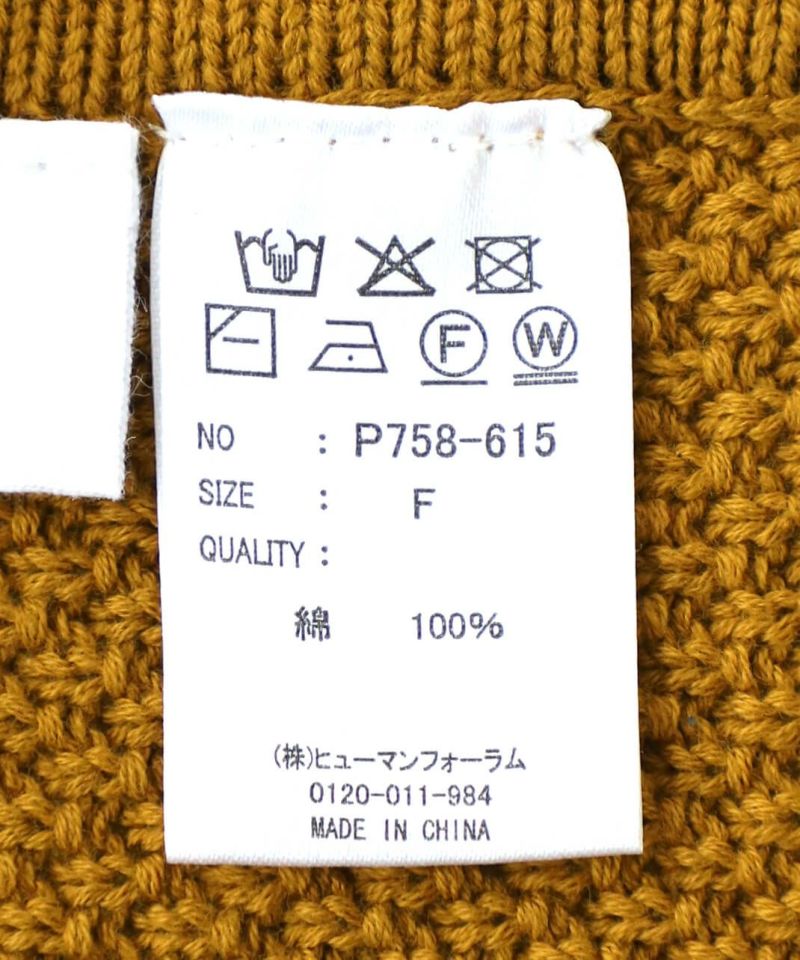 F W
NO : P758-615
SIZE : F
QUALITY :
綿 100%
(株)ヒューマンフォーラム
0120-011-984
MADE IN CHINA